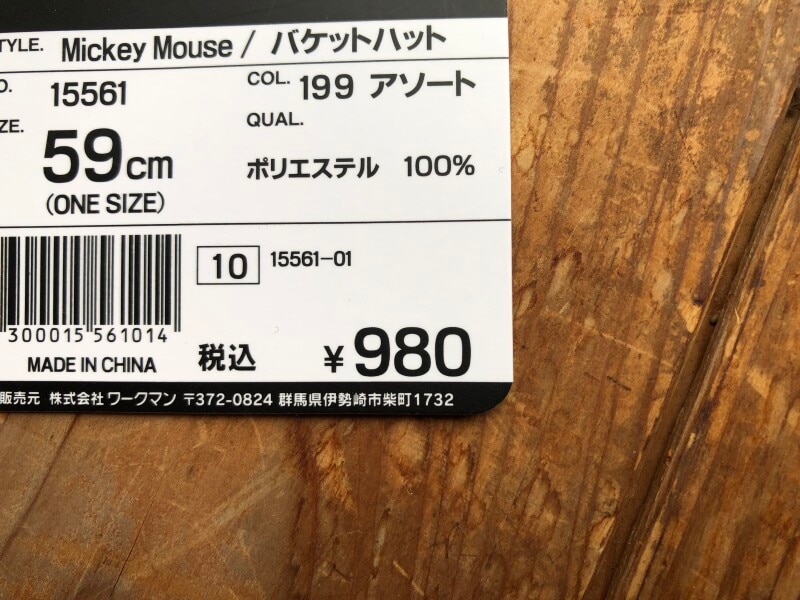 TYLE. Mickey Mouse / バケットハット
O. 15561 COL. 199 アソート
ZE. 59cm QUAL.
(ONE SIZE) ポリエステル 100%
10 15561-01
300015 561014
MADE IN CHINA 税込 ¥980
販売元 株式会社 ワークマン 〒372-0824 群馬県伊勢崎市柴町1732